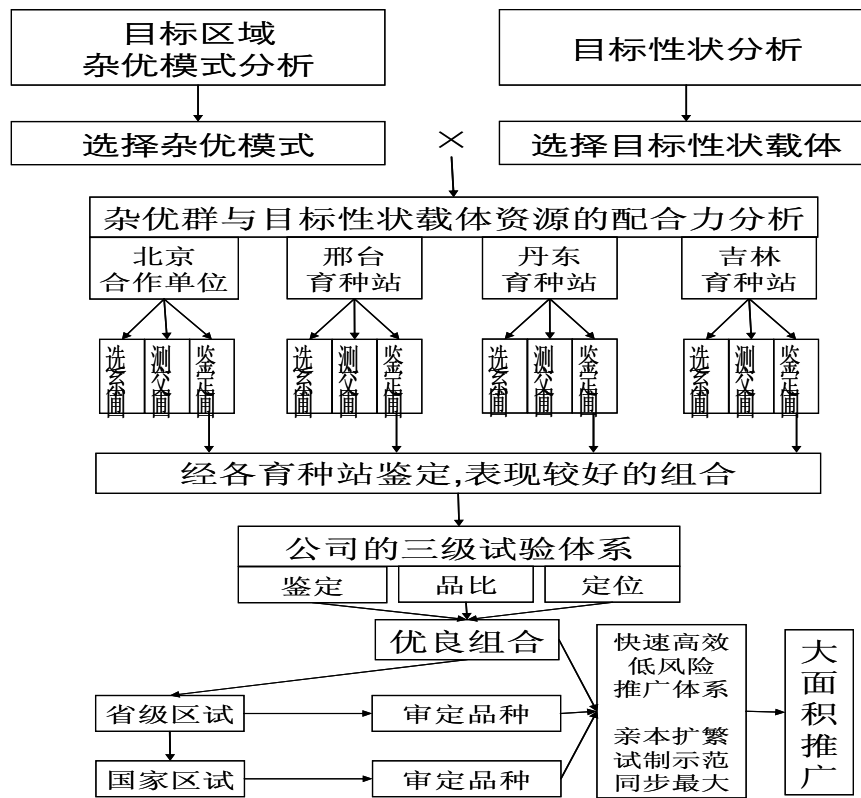 目标区域
杂优模式分析
目标性状分析
选择杂优模式
×
选择目标性状载体
杂优群与目标性状载体资源的配合力分析
北京
合作单位
邢台
育种站
丹东
育种站
吉林
育种站
选系圃
测交圃
鉴定圃
选系圃
测交圃
鉴定圃
选系圃
测交圃
鉴定圃
选系圃
测交圃
鉴定圃
经各育种站鉴定,表现较好的组合
公司的三级试验体系
鉴定
品比
定位
优良组合
快速高效
低风险
推广体系
亲本扩繁
试制示范
同步最大
大面积推广
省级区试
审定品种
国家区试
审定品种